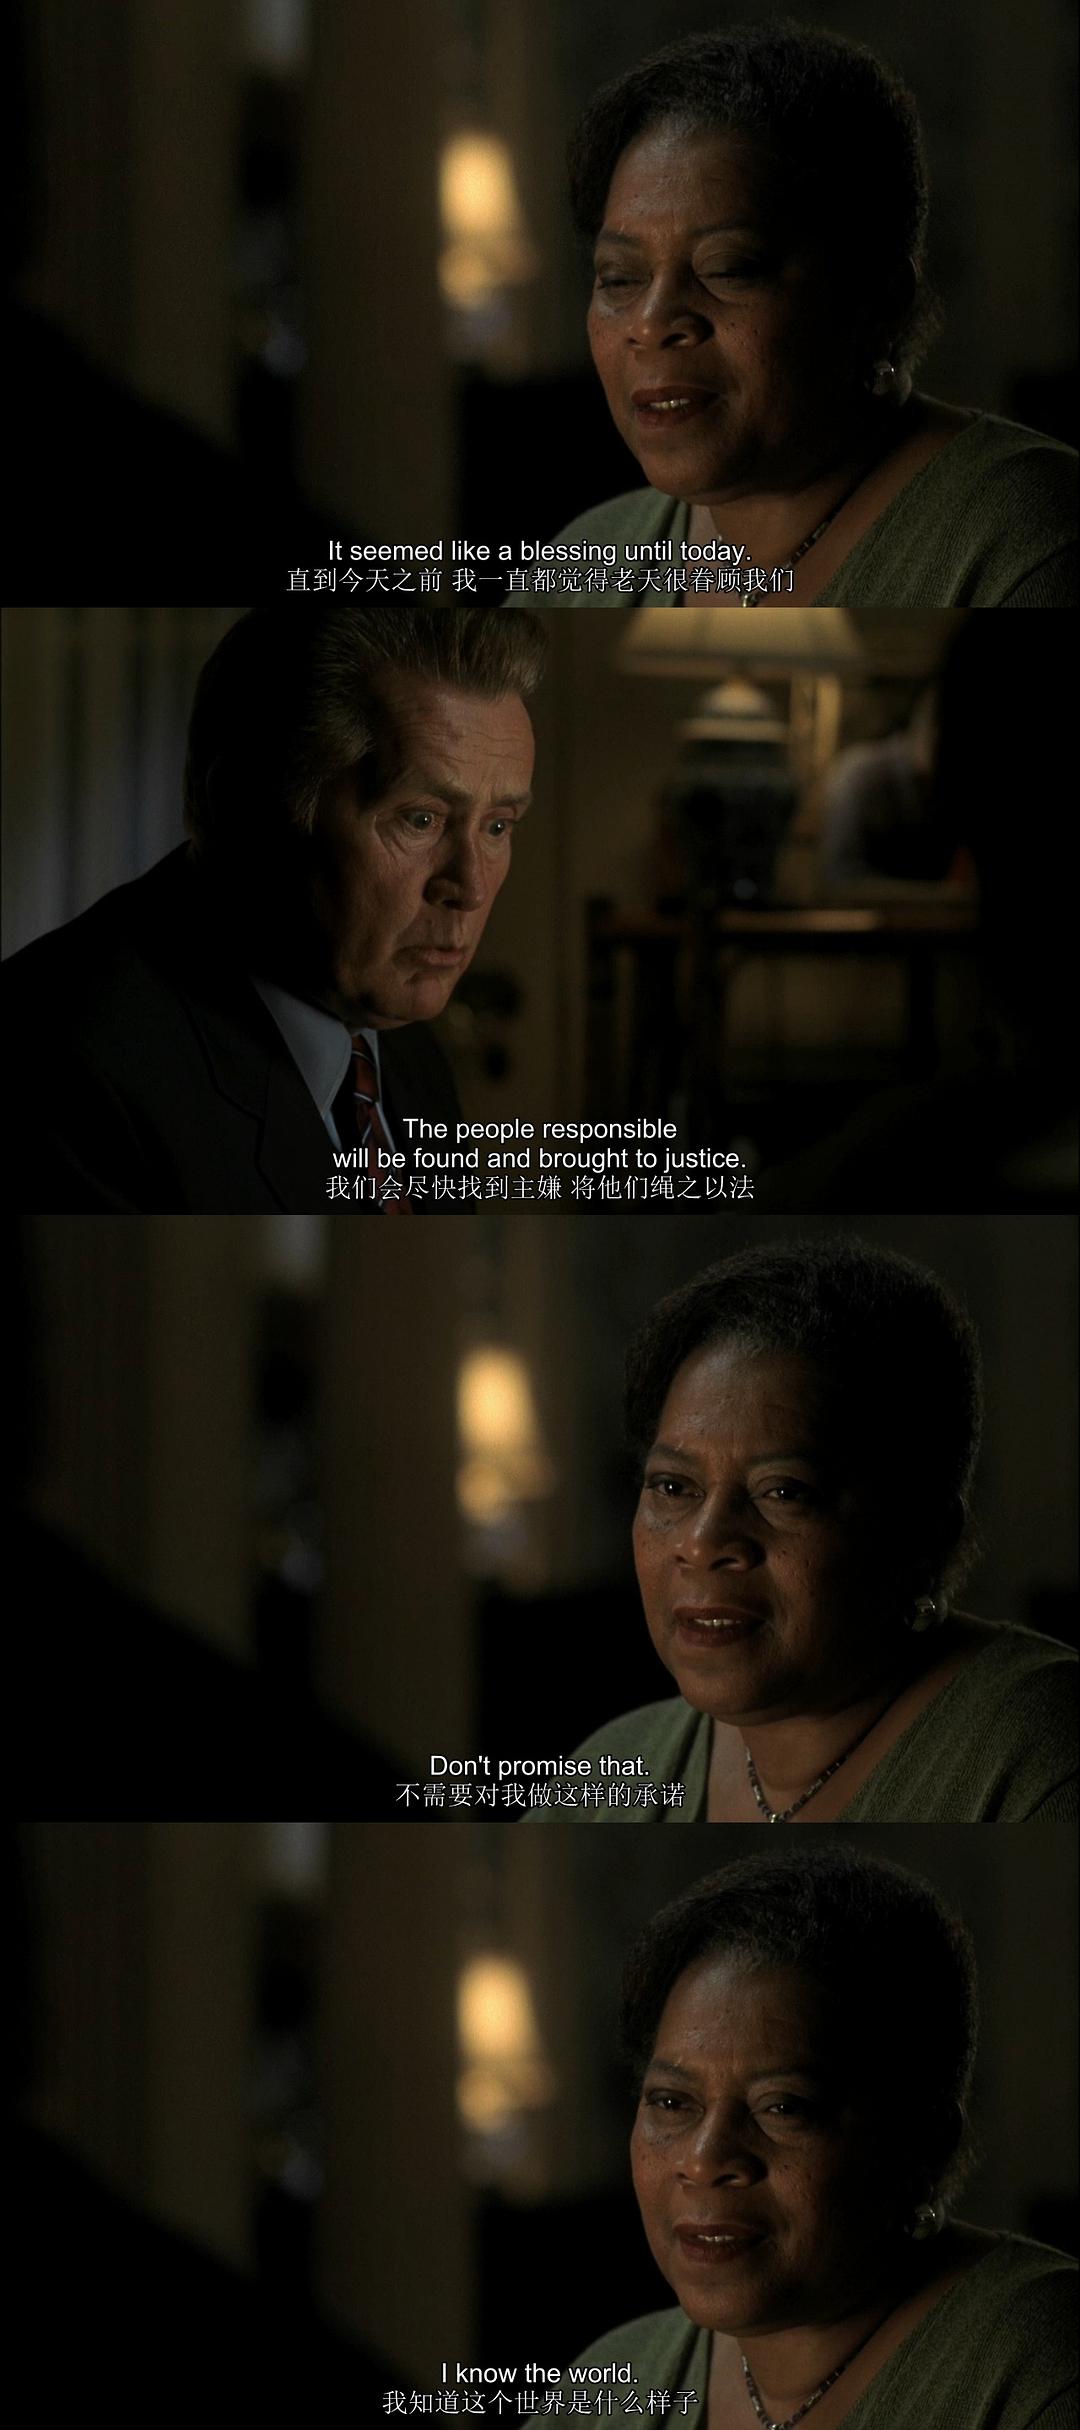 It seemed like a blessing until today.
直到今天之前 我一直都觉得老天很眷顾我们
The people responsible
will be found and brought to justice.
我们会尽快找到主嫌 将他们绳之以法
Don't promise that.
不需要对我做这样的承诺
I know the world.
我知道这个世界是什么样子